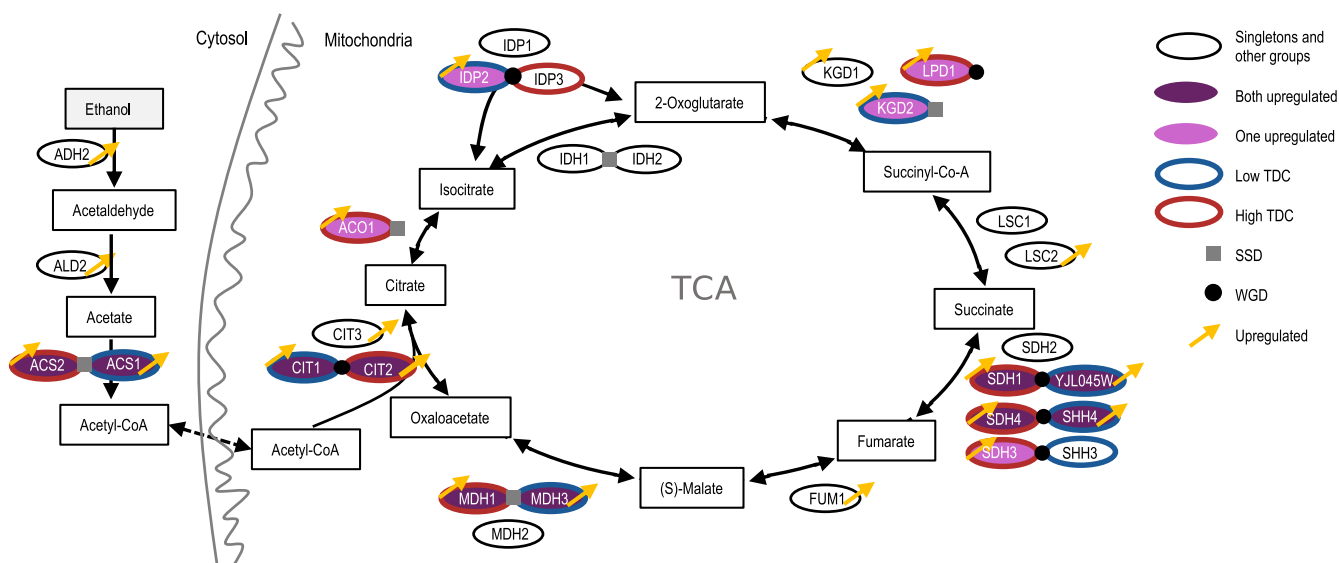 Cytosol
Mitochondria
Ethanol
ADH2
Acetaldehyde
ALD2
Acetate
ACS2
ACS1
Acetyl-CoA
Acetyl-CoA
IDP1
IDP2
IDP3
2-Oxoglutarate
KGD1
LPD1
KGD2
IDH1
IDH2
Isocitrate
Succinyl-Co-A
ACO1
LSC1
LSC2
Citrate
TCA
Succinate
CIT3
CIT1
CIT2
SDH2
SDH1
YJL045W
SDH4
SHH4
SDH3
SHH3
Oxaloacetate
Fumarate
(S)-Malate
MDH1
MDH3
MDH2
FUM1
Singletons and
other groups
Both upregulated
One upregulated
Low TDC
High TDC
SSD
WGD
Upregulated